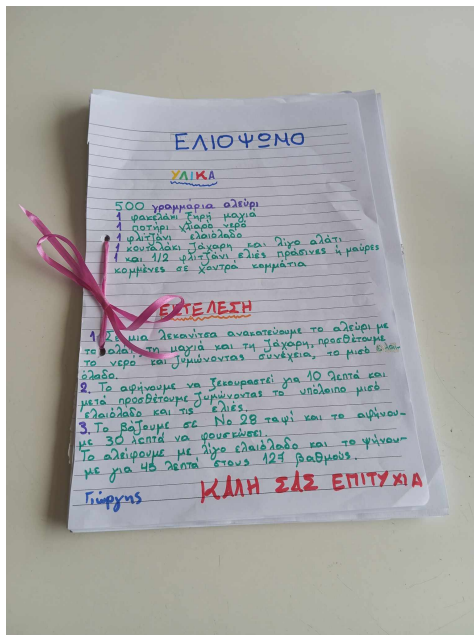 ΕΛΙΟΨΩΜΟ
ΥΛΙΚΑ
500 γραμμάρια αλεύρι
1 φακελάκι ξηρή μαγιά
1 ποτήρι χλιαρό νερό
1 φλιτζάνι ελαιόλαδο
1 κουταλάκι ζάχαρη και λίγο αλάτι
1 και 1/2 φλιτζάνι ελιές πράσινες ή μαύρες
κομμένες σε χοντρά κομμάτια
ΕΚΤΕΛΕΣΗ
1. Σε μια λεκανίτσα ανακατεύουμε το αλεύρι με
το αλάτι τη μαγιά και τη ζάχαρη, προσθέτουμε
το νερό και ζυμώνοντας συνέχεια, το μισό ελαι-
όλαδο.
2. Το αφήνουμε να ξεκουραστεί για 10 λεπτά και
μετά προσθέτουμε ζυμώνοντας το υπόλοιπο μισό
ελαιόλαδο και τις ελιές.
3. Το βάζουμε σε Νο 28 ταψί και το αφήνου-
με 30 λεπτά να φουσκώσει.
Το αλείφουμε με λίγο ελαιόλαδο και το ψήνου-
με για 45 λεπτά στους 127 βαθμούς.
Γιώργης
ΚΑΛΗ ΣΑΣ ΕΠΙΤΥΧΙΑ